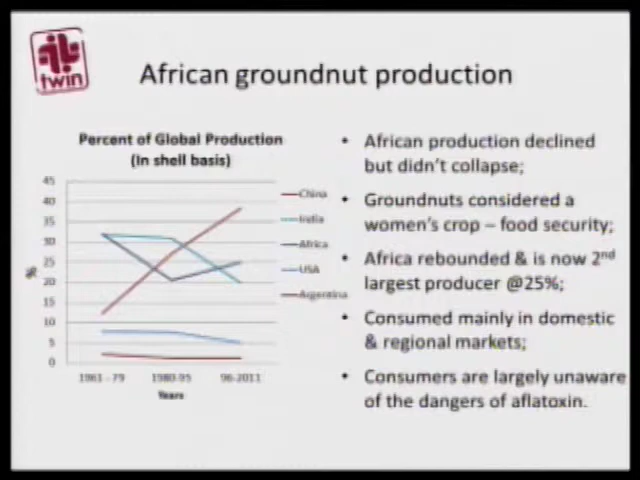 twin
African groundnut production
Percent of Global Production
(In shell basis)
45
40
35
30
25
20
15
10
5
0
%
1961 - 79
1980-95
96-2011
Years
China
India
Africa
USA
Argentina
• African production declined
but didn't collapse;
• Groundnuts considered a
women's crop – food security;
• Africa rebounded & is now 2nd
largest producer @25%;
• Consumed mainly in domestic
& regional markets;
• Consumers are largely unaware
of the dangers of aflatoxin.